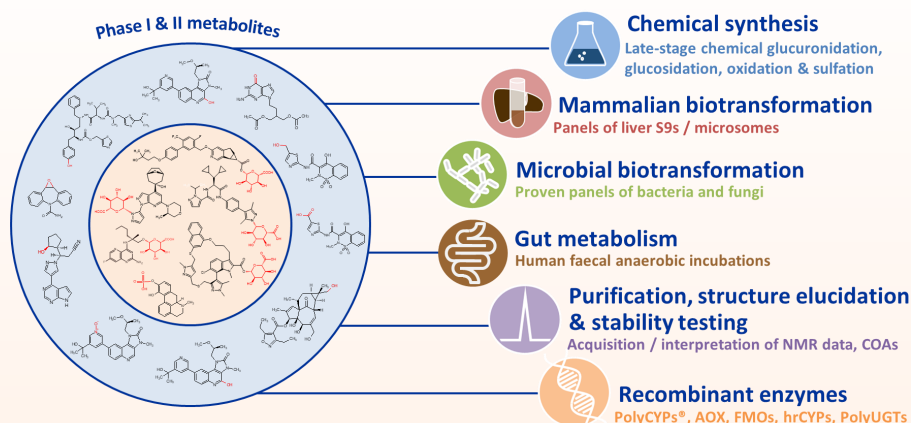 Phase I & II metabolites
Chemical synthesis
Late-stage chemical glucuronidation,
glucosidation, oxidation & sulfation
Mammalian biotransformation
Panels of liver S9s / microsomes
Microbial biotransformation
Proven panels of bacteria and fungi
Gut metabolism
Human faecal anaerobic incubations
Purification, structure elucidation
& stability testing
Acquisition / interpretation of NMR data, COAs
Recombinant enzymes
PolyCYPs®, AOX, FMOs, hrCYPs, PolyUGTs